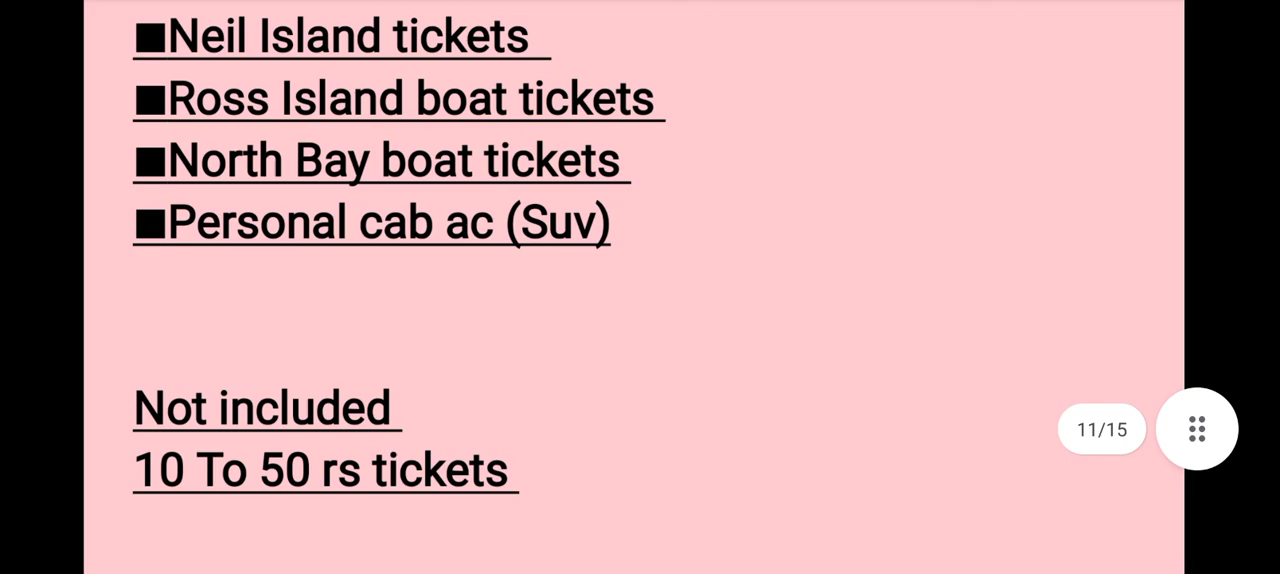 ■Neil Island tickets
■Ross Island boat tickets
■North Bay boat tickets
■Personal cab ac (Suv)
Not included
11/15
10 To 50 rs tickets